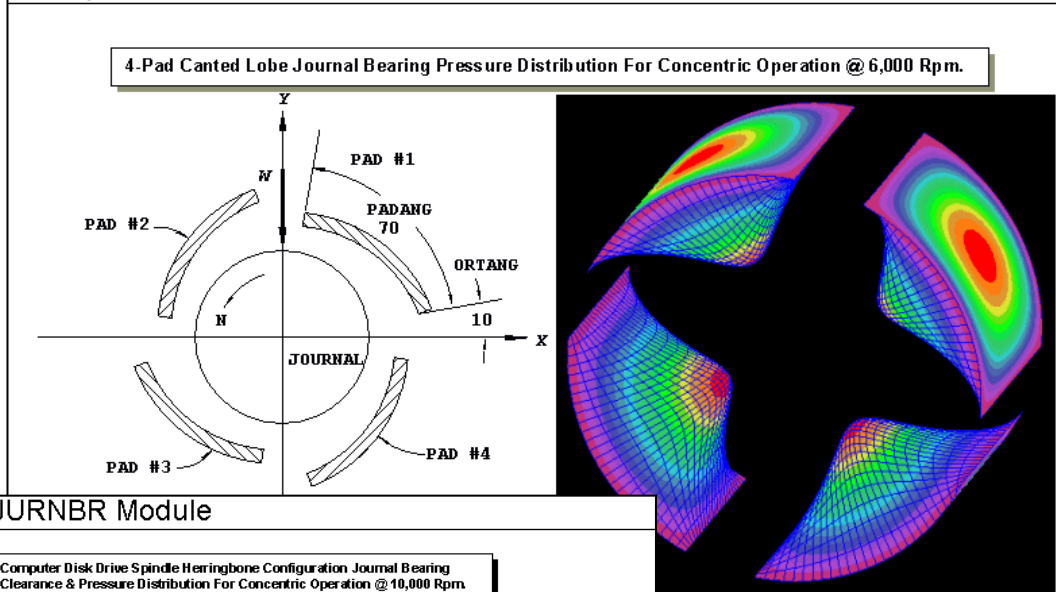 4-Pad Canted Lobe Journal Bearing Pressure Distribution For Concentric Operation @ 6,000 Rpm.
Y
W
PAD #1
PADANG
70
PAD #2
ORTANG
10
N
X
JOURNAL
PAD #3
PAD #4
JURNBR Module
Computer Disk Drive Spindle Herringbone Configuration Journal Bearing
Clearance & Pressure Distribution For Concentric Operation @ 10,000 Rpm.